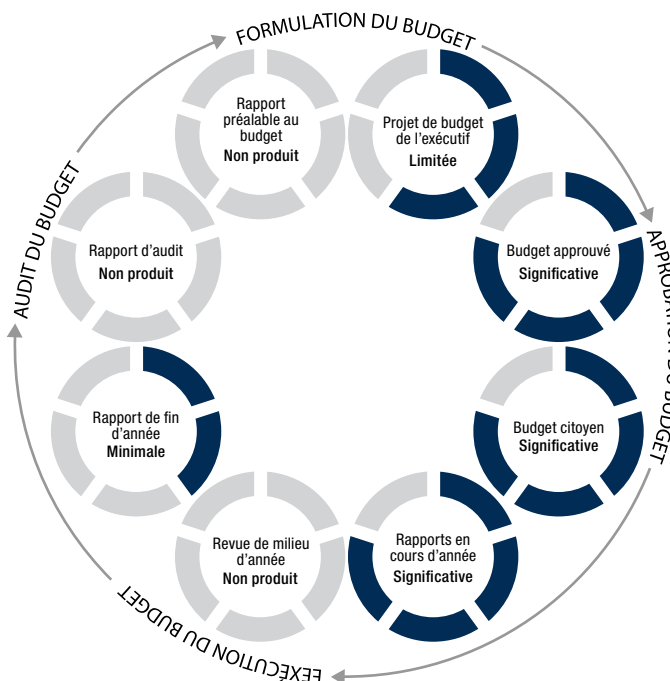 FORMULATION DU BUDGET
Rapport
préalable au
budget
Non produit
Projet de budget
de l'exécutif
Limitée
APPROBATION DU BUDGET
Budget approuvé
Significative
Budget citoyen
Significative
Rapports en
cours d'année
Significative
EEXÉCUTION DU BUDGET
Revue de milieu
d'année
Non produit
Rapport de fin
d'année
Minimale
AUDIT DU BUDGET
Rapport d'audit
Non produit